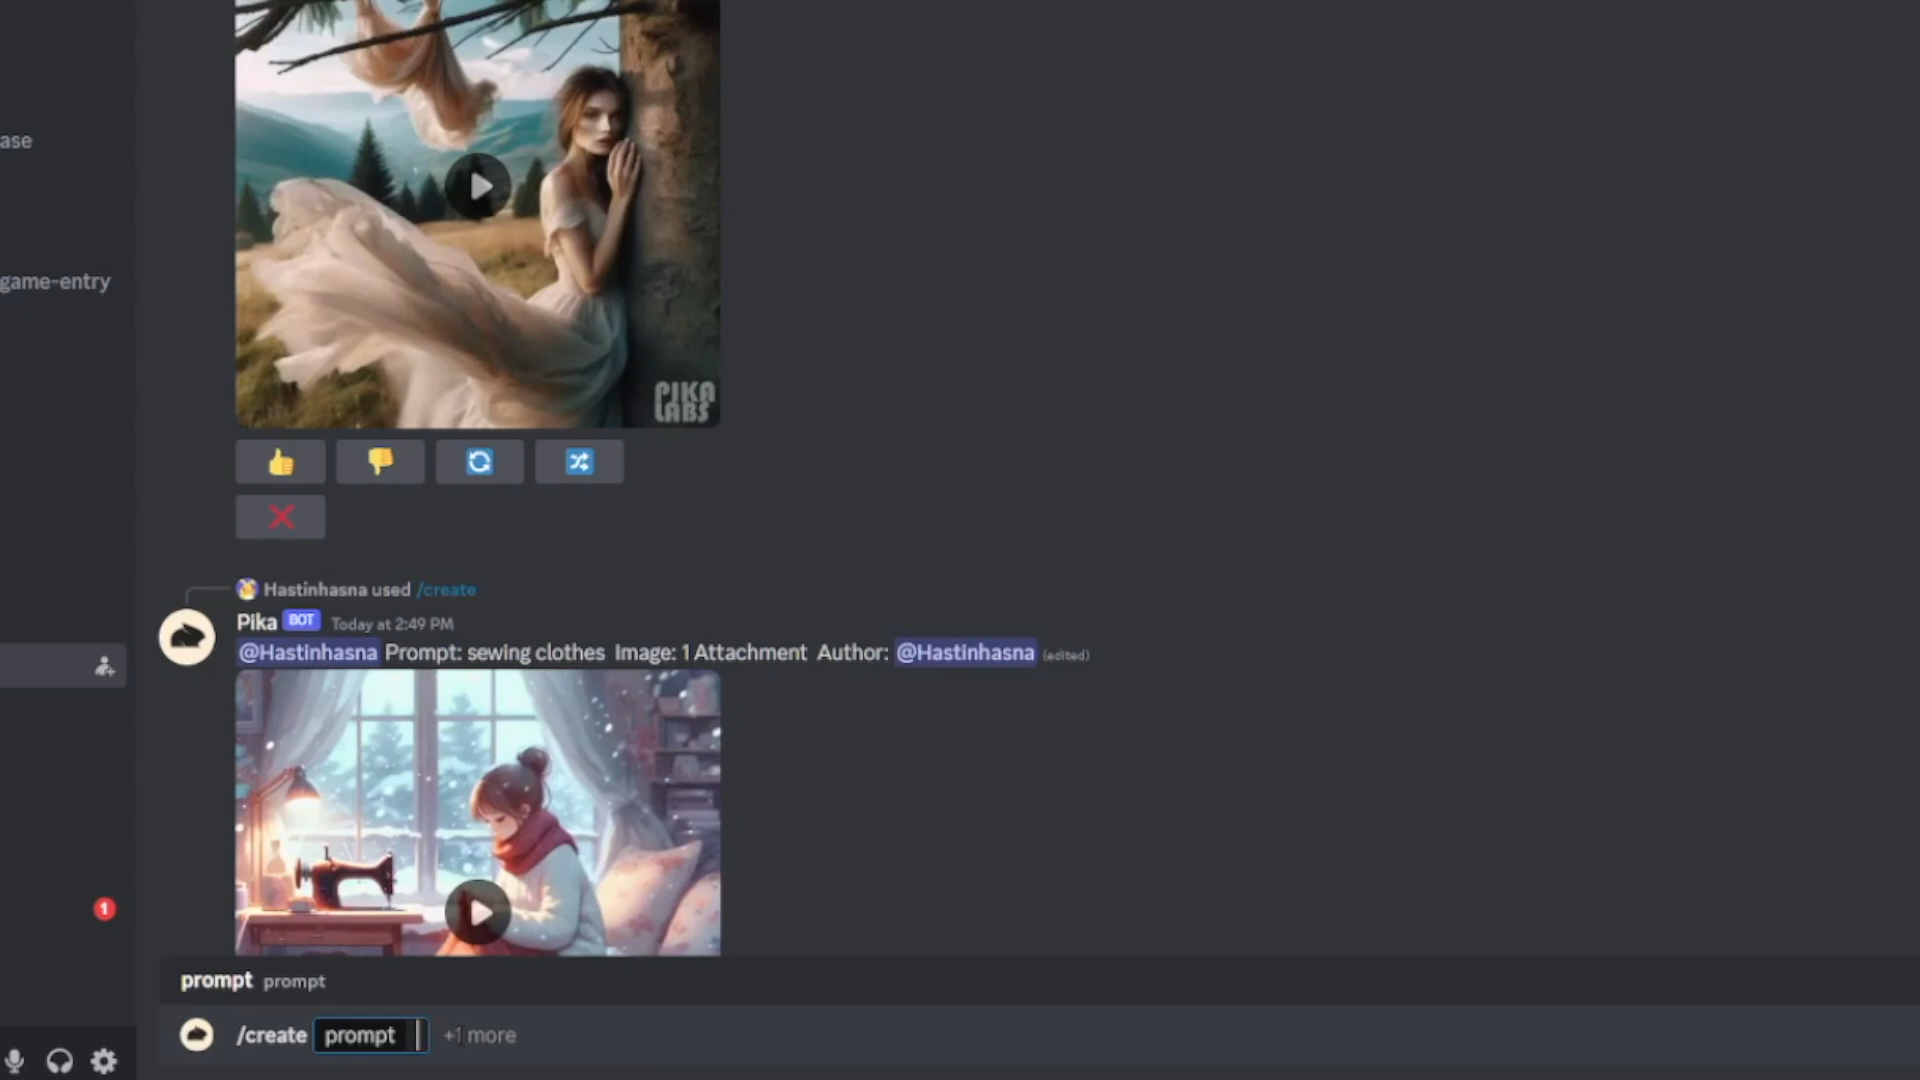 ase
game-entry
PIKA
LABS
Hastinhasna used /create
Pika BOT Today at 2:49 PM
@Hastinhasna Prompt: sewing clothes Image: 1 Attachment Author: @Hastinhasna (edited)
1
prompt prompt
/create prompt +1 more